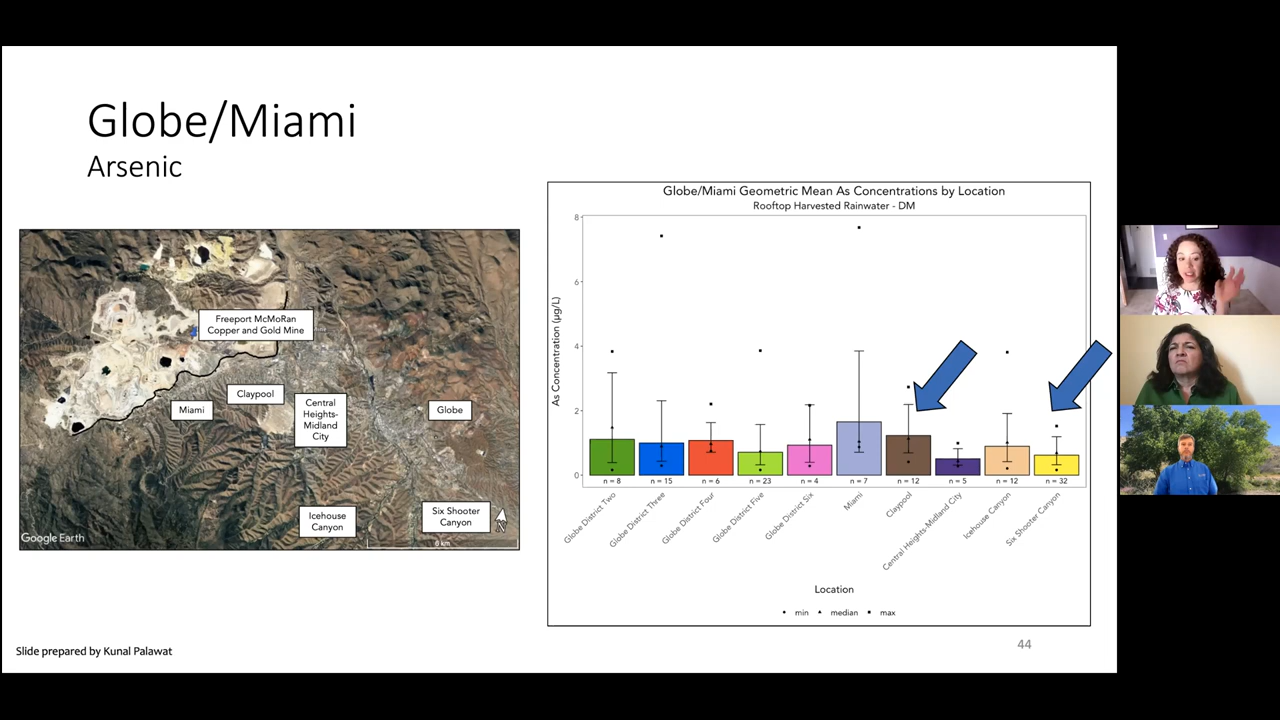 Globe/Miami
Arsenic
Freeport McMoRan
Copper and Gold Mine
Claypool
Miami
Central
Heights-
Midland
City
Globe
Icehouse
Canyon
Six Shooter
Canyon
N
Google Earth
6 km
Globe/Miami Geometric Mean As Concentrations by Location
Rooftop Harvested Rainwater - DM
As Concentration (µg/L)
8
6
4
2
0
n = 8 n = 15 n = 6 n = 23 n = 4 n = 7 n = 12 n = 5 n = 12 n = 32
Globe District Two
Globe District Three
Globe District Four
Globe District Five
Globe District Six
Miami
Claypool
Central Heights Midland City
Icehouse Canyon
Six Shooter Canyon
Location
min median max
44
Slide prepared by Kunal Palawat